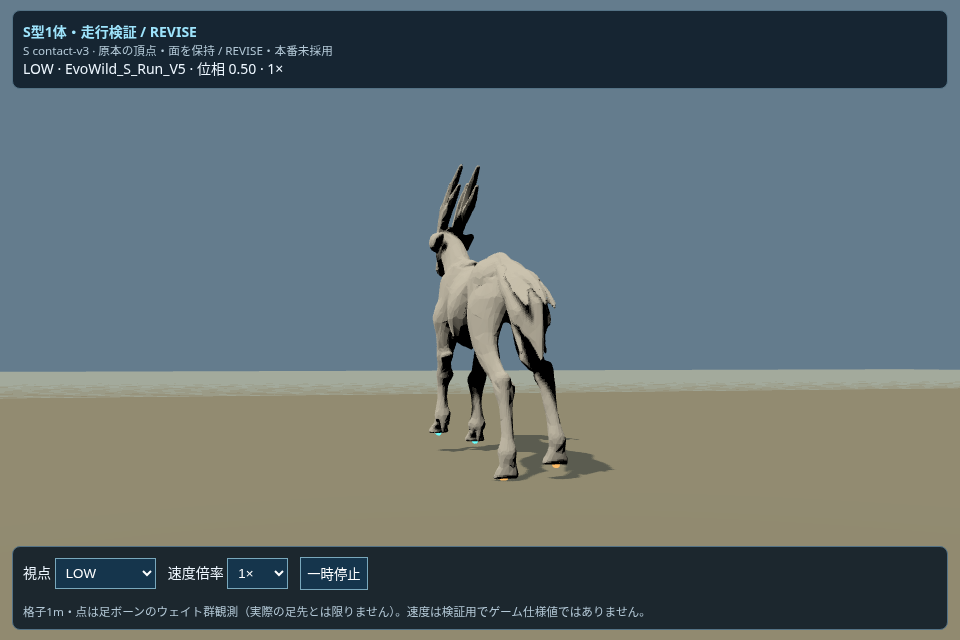 S型1体・走行検証 / REVISE
S contact-v3 · 原本の頂点・面を保持 / REVISE・本番未採用
LOW · EvoWild_S_Run_V5 · 位相 0.50 · 1×
視点 LOW 速度倍率 1× 一時停止
格子1m・点は足ボーンのウェイト群観測（実際の足先とは限りません）。速度は検証用でゲーム仕様値ではありません。